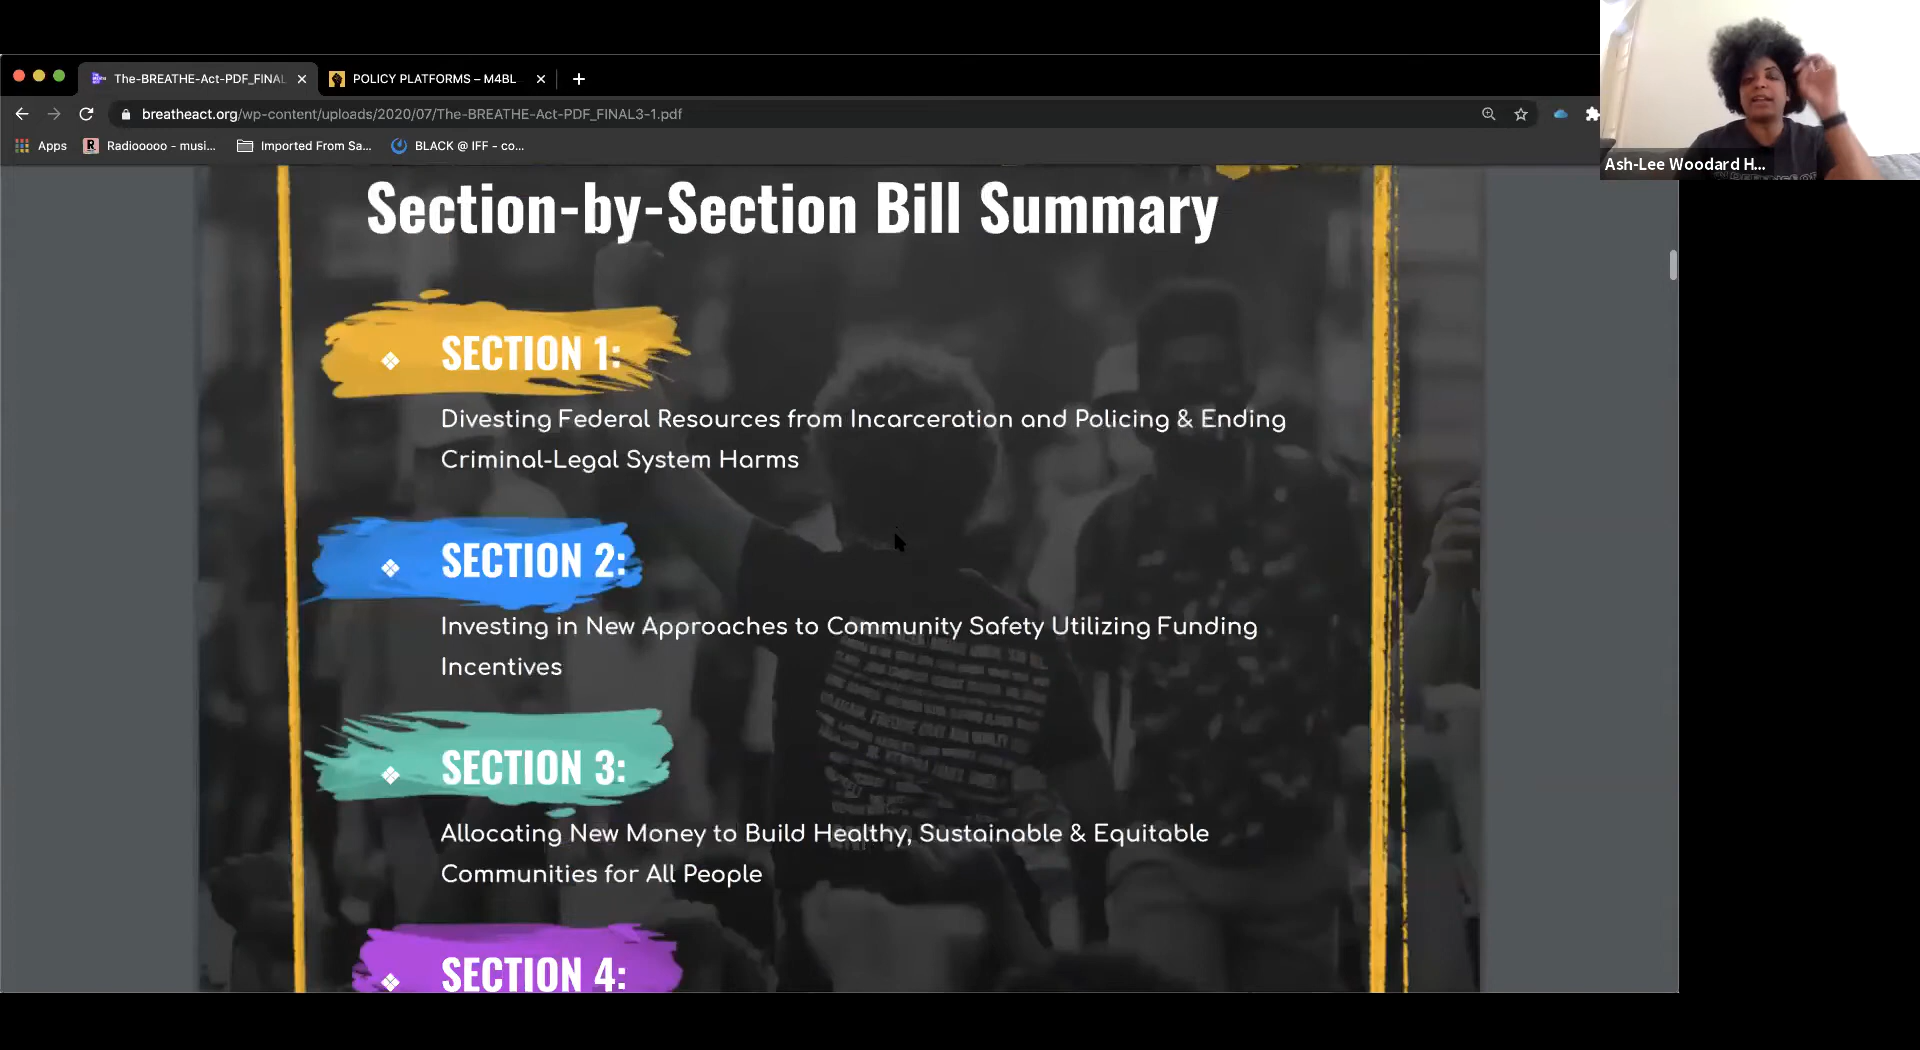 The-BREATHE-Act-PDF_FINAL
POLICY PLATFORMS – M4BL
breatheact.org/wp-content/uploads/2020/07/The-BREATHE-Act-PDF_FINAL3-1.pdf
Apps
Radiooooo - musi...
Imported From Sa...
BLACK @ IFF - co...
Ash-Lee Woodard H...
Section-by-Section Bill Summary
SECTION 1:
Divesting Federal Resources from Incarceration and Policing & Ending
Criminal-Legal System Harms
SECTION 2:
Investing in New Approaches to Community Safety Utilizing Funding
Incentives
SECTION 3:
Allocating New Money to Build Healthy, Sustainable & Equitable
Communities for All People
SECTION 4: